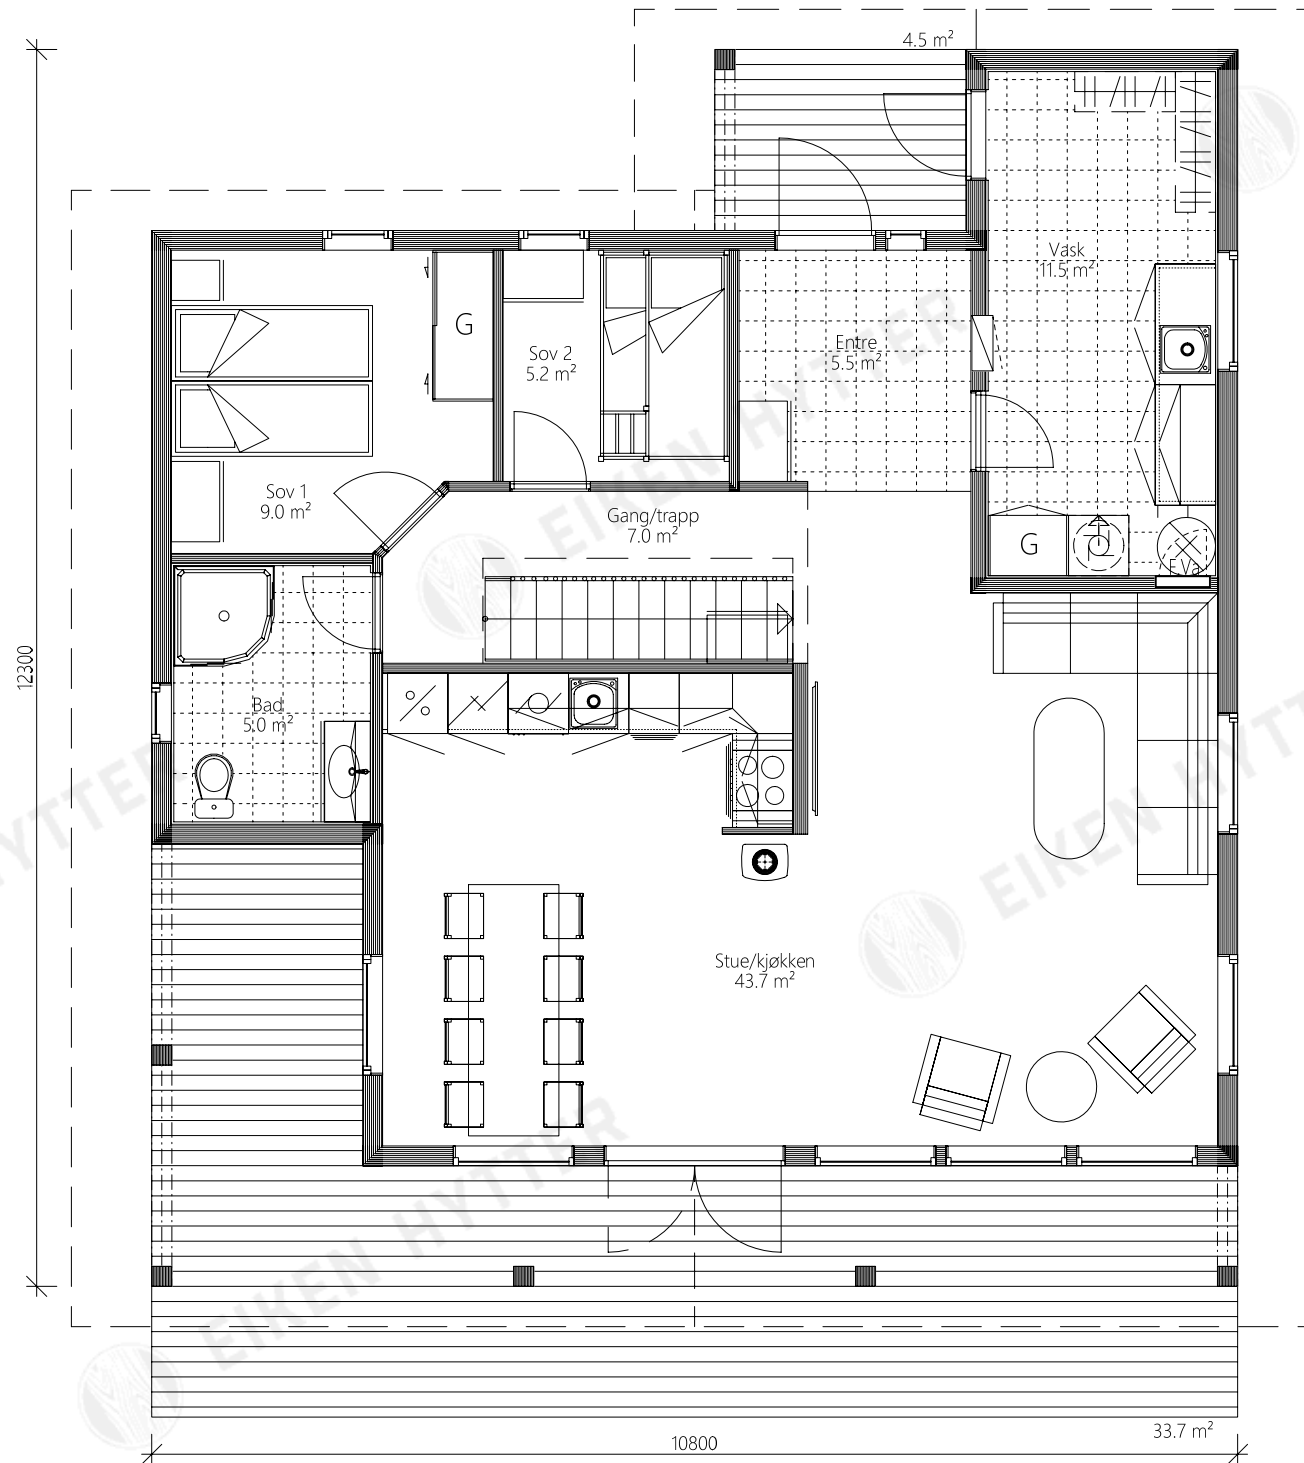 4.5 m²
Vask
11.5 m²
G
Entre
5.5 m²
Sov 2
5.2 m²
Sov 1
9.0 m²
Gang/trapp
7.0 m²
G
EIKEN HYTTER
12300
Bad
5.0 m²
HYTTER
EIKEN HYTTER
Stue/kjøkken
43.7 m²
EIKEN HYTTER
33.7 m²
10800